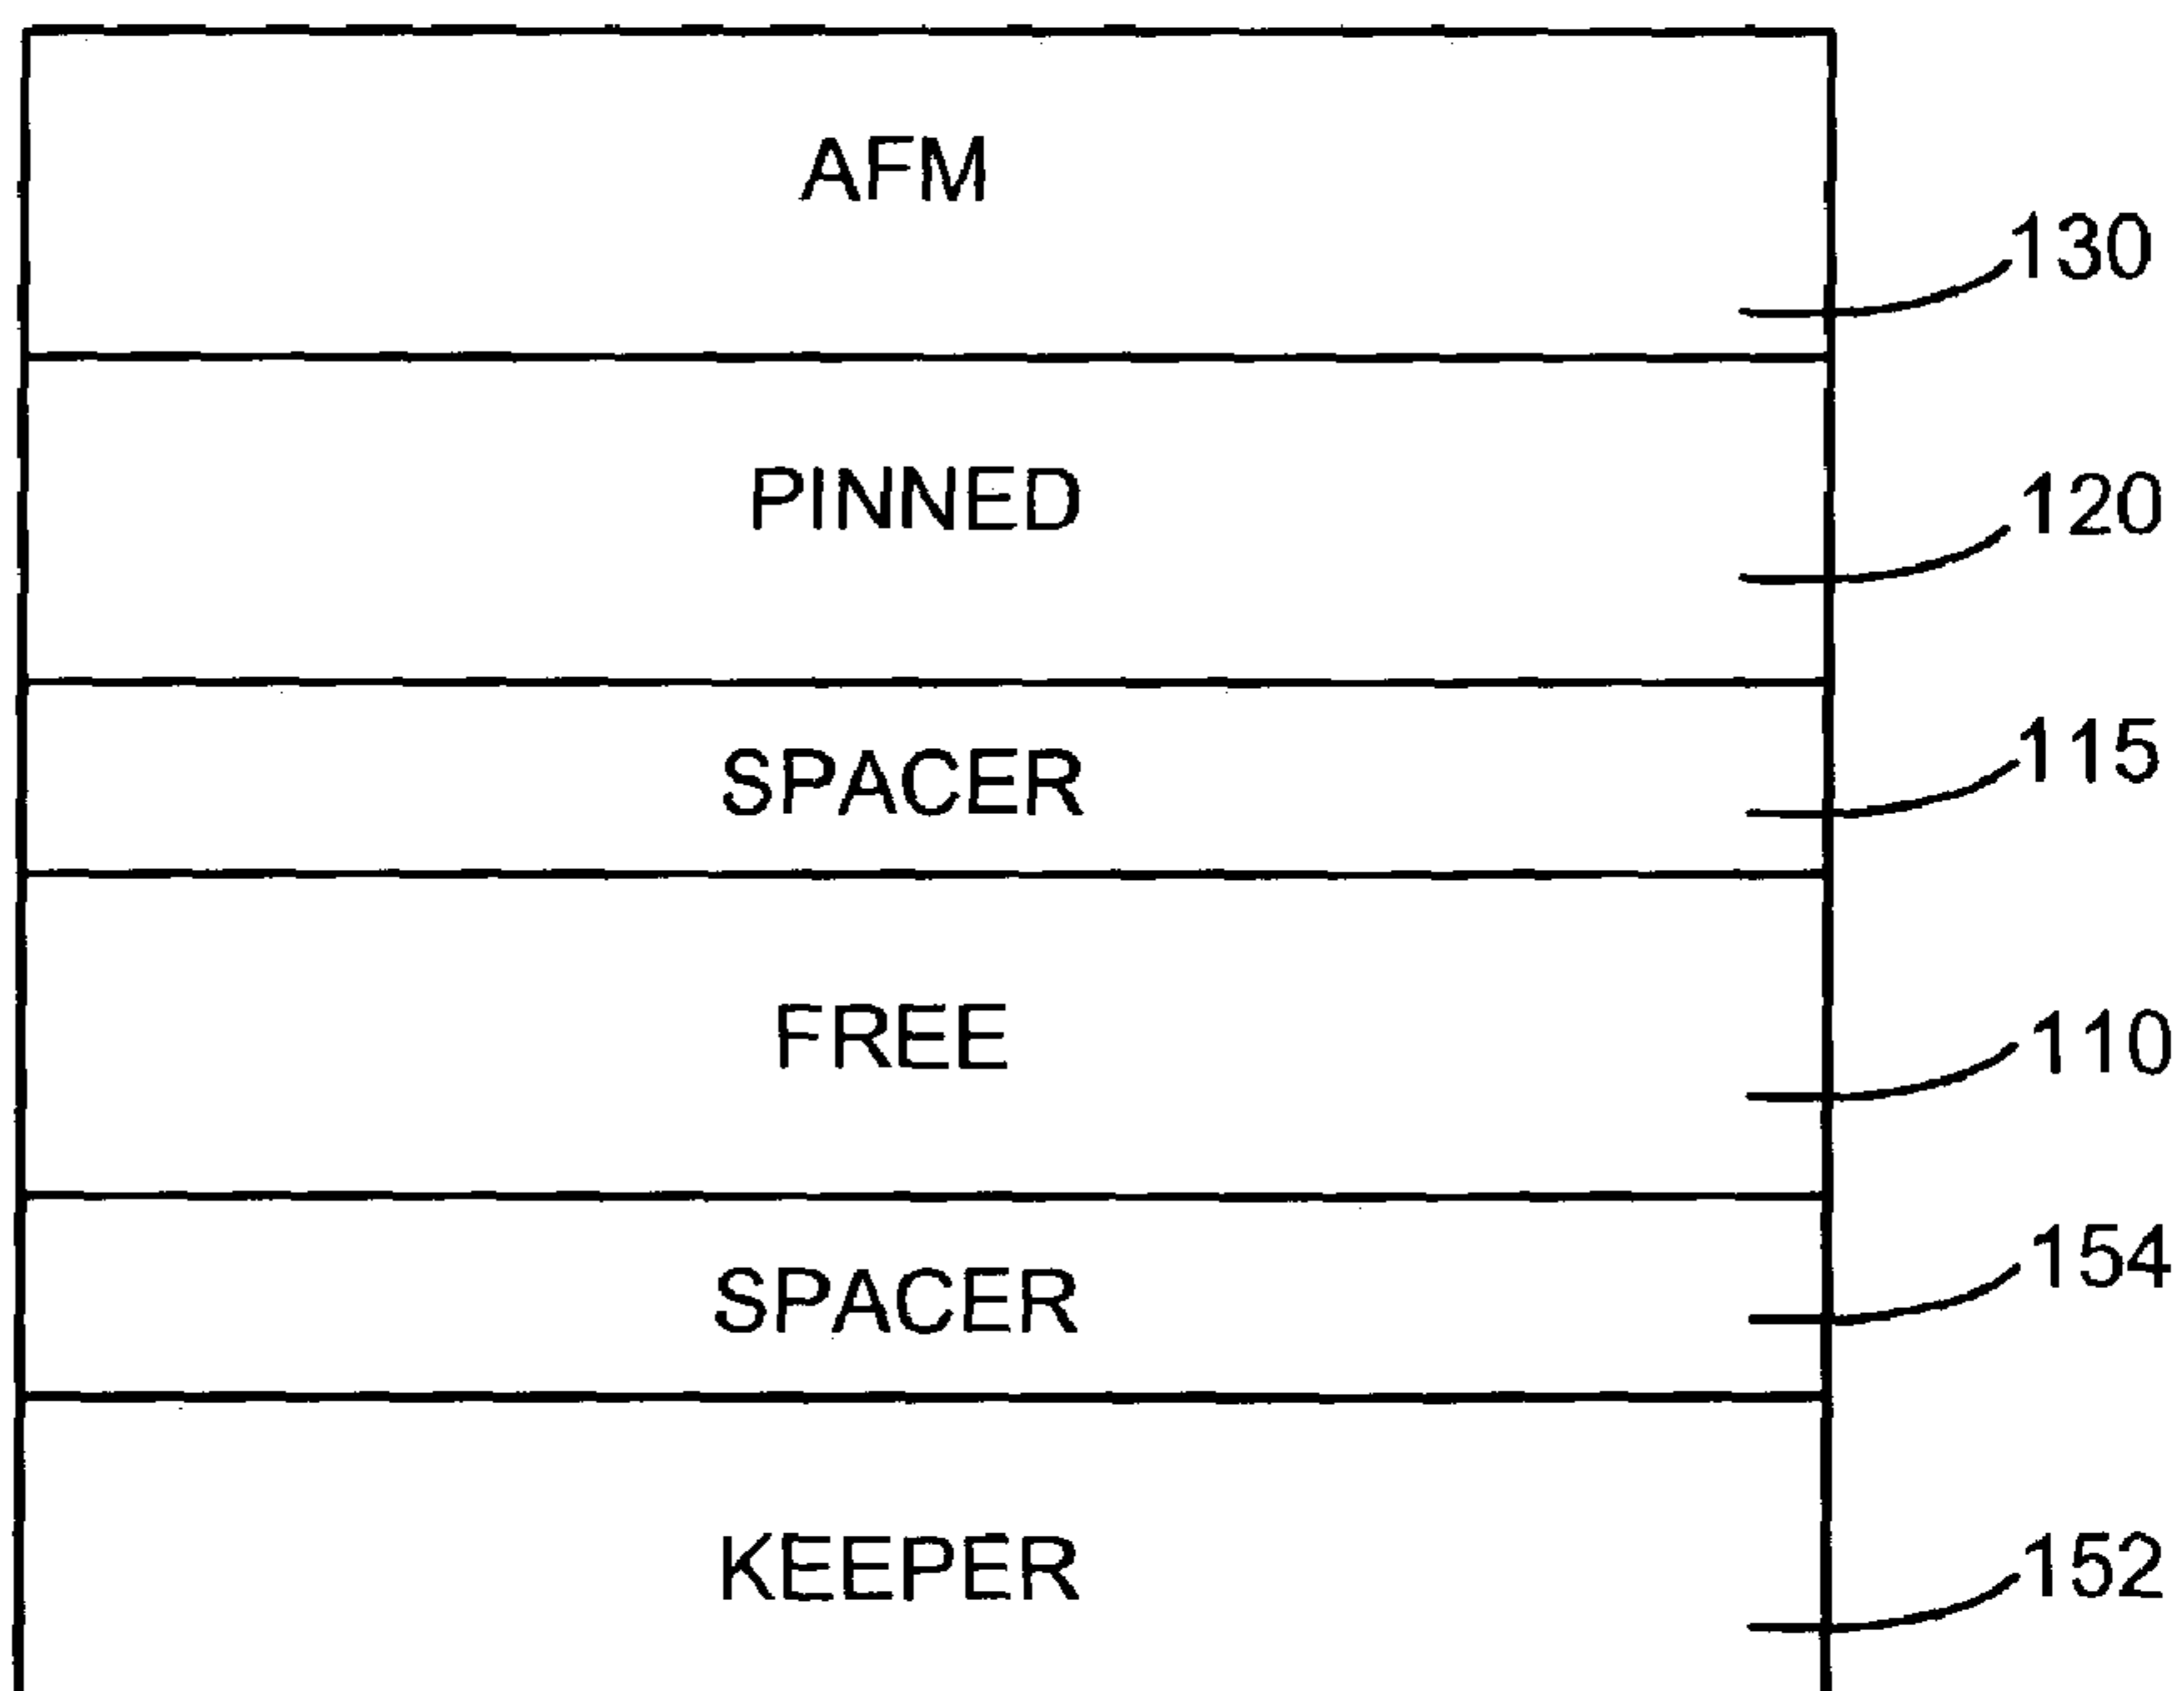 AFM
130
PINNED
120
SPACER
115
FREE
110
SPACER
154
KEEPER
152